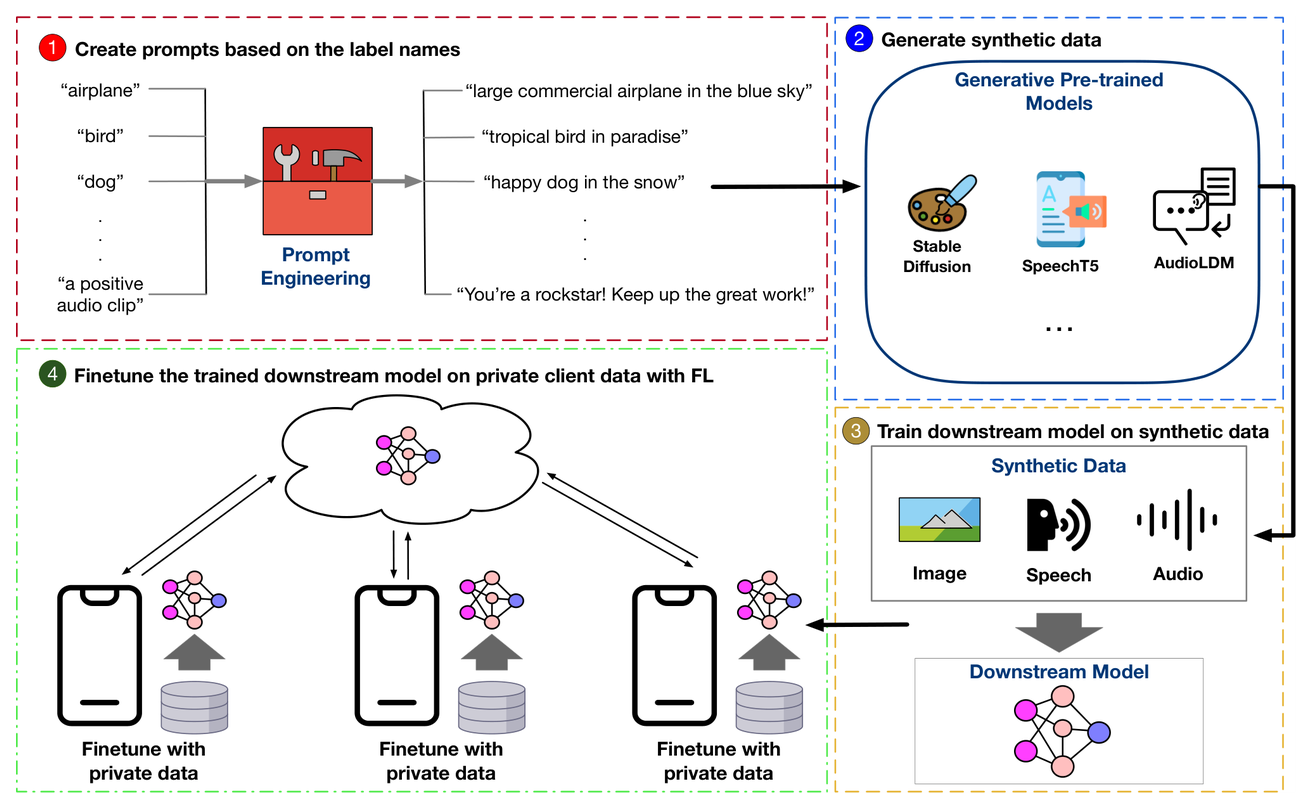 1 Create prompts based on the label names
“airplane”
“bird”
“dog”
.
.
.
“a positive
audio clip”
Prompt
Engineering
“large commercial airplane in the blue sky”
“tropical bird in paradise”
“happy dog in the snow”
.
.
.
“You’re a rockstar! Keep up the great work!”
2 Generate synthetic data
Generative Pre-trained
Models
Stable
Diffusion
A
SpeechT5
AudioLDM
...
3 Train downstream model on synthetic data
Synthetic Data
Image
Speech
Audio
Downstream Model
4 Finetune the trained downstream model on private client data with FL
Finetune with
private data
Finetune with
private data
Finetune with
private data